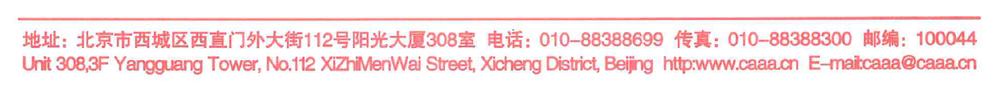 地址：北京市西城区西直门外大街112号阳光大厦308室 电话：010-88388699 传真：010-88388300 邮编：100044
Unit 308,3F Yangguang Tower, No.112 XiZhiMenWai Street, Xicheng District, Beijing http:www.caaa.cn E-mail:caaa@caaa.cn